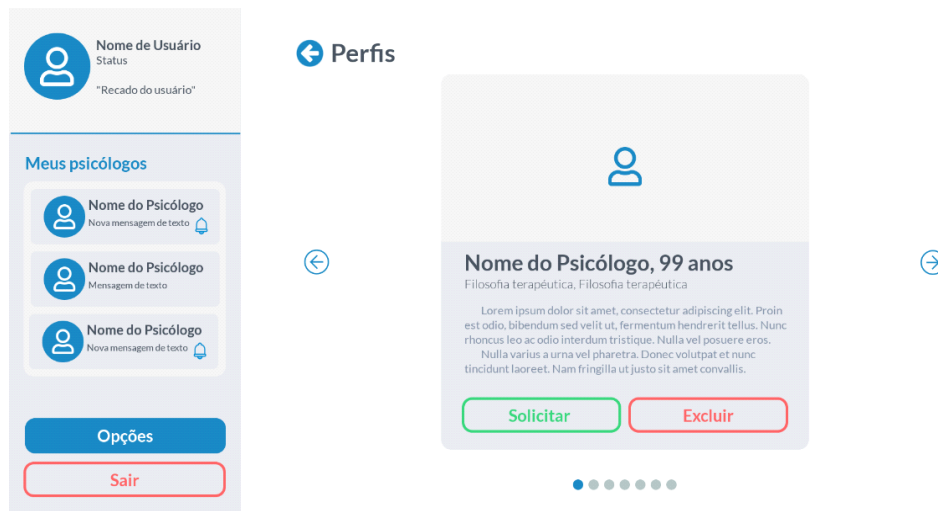 Nome de Usuário
Status
"Recado do usuário"
Meus psicólogos
Nome do Psicólogo
Nova mensagem de texto
Nome do Psicólogo
Mensagem de texto
Nome do Psicólogo
Nova mensagem de texto
Opções
Sair
Perfis
Nome do Psicólogo, 99 anos
Filosofia terapéutica, Filosofia terapéutica
Lorem ipsum dolor sit amet, consectetur adipiscing elit. Proin
est odio, bibendum sed velit ut, fermentum hendrerit tellus. Nunc
rhoncus leo ac odio interdum tristique. Nulla vel posuere eros.
Nulla varius a urna vel pharetra. Donec volutpat et nunc
tincidunt laoreet. Nam fringilla ut justo sit amet convallis.
Solicitar
Excluir